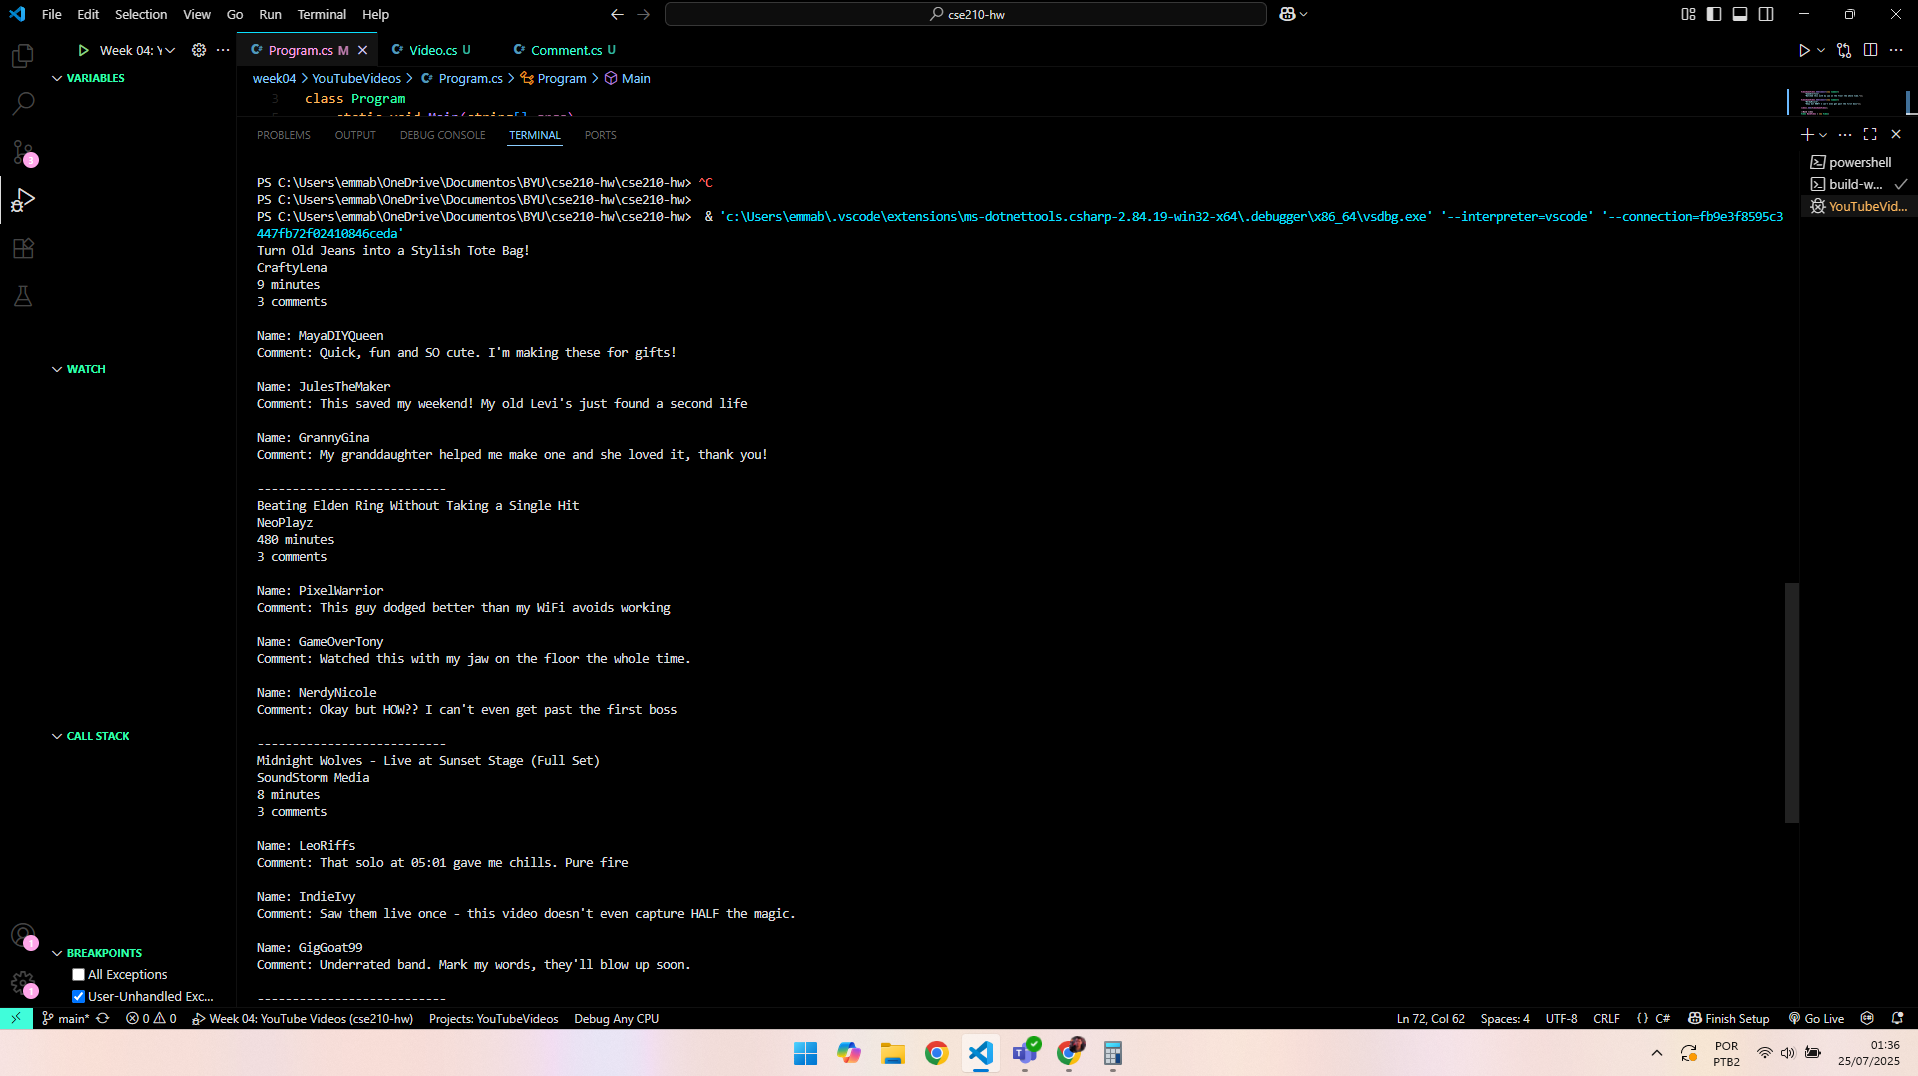 File Edit Selection View Go Run Terminal Help
cse210-hw
Week 04: Y
Program.cs M
Video.cs U
Comment.cs U
VARIABLES
week04 > YouTubeVideos > Program.cs > Program > Main
3 class Program
PROBLEMS OUTPUT DEBUG CONSOLE TERMINAL PORTS
powershell
build-w...
YouTubeVid...
PS C:\Users\emmab\OneDrive\Documentos\BYU\cse210-hw\cse210-hw> ^C
PS C:\Users\emmab\OneDrive\Documentos\BYU\cse210-hw\cse210-hw>
PS C:\Users\emmab\OneDrive\Documentos\BYU\cse210-hw\cse210-hw> & 'c:\Users\emmab\.vscode\extensions\ms-dotnettools.csharp-2.84.19-win32-x64\.debugger\x86_64\vsdbg.exe' '--interpreter=vscode' '--connection=fb9e3f8595c3
447fb72f02410846ceda'
Turn Old Jeans into a Stylish Tote Bag!
CraftyLena
9 minutes
3 comments
Name: MayaDIYQueen
Comment: Quick, fun and SO cute. I'm making these for gifts!
Name: JulesTheMaker
Comment: This saved my weekend! My old Levi's just found a second life
Name: GrannyGina
Comment: My granddaughter helped me make one and she loved it, thank you!
---------------------------
Beating Elden Ring Without Taking a Single Hit
NeoPlayz
480 minutes
3 comments
Name: PixelWarrior
Comment: This guy dodged better than my WiFi avoids working
Name: GameOverTony
Comment: Watched this with my jaw on the floor the whole time.
Name: NerdyNicole
Comment: Okay but HOW?? I can't even get past the first boss
---------------------------
Midnight Wolves - Live at Sunset Stage (Full Set)
SoundStorm Media
8 minutes
3 comments
Name: LeoRiffs
Comment: That solo at 05:01 gave me chills. Pure fire
Name: IndieIvy
Comment: Saw them live once - this video doesn't even capture HALF the magic.
Name: GigGoat99
Comment: Underrated band. Mark my words, they'll blow up soon.
---------------------------
WATCH
CALL STACK
BREAKPOINTS
All Exceptions
User-Unhandled Exc...
3
1
1
main* 0 0 Week 04: YouTube Videos (cse210-hw) Projects: YouTubeVideos Debug Any CPU
Ln 72, Col 62 Spaces: 4 UTF-8 CRLF {} C# Finish Setup Go Live
POR
PTB2
01:36
25/07/2025